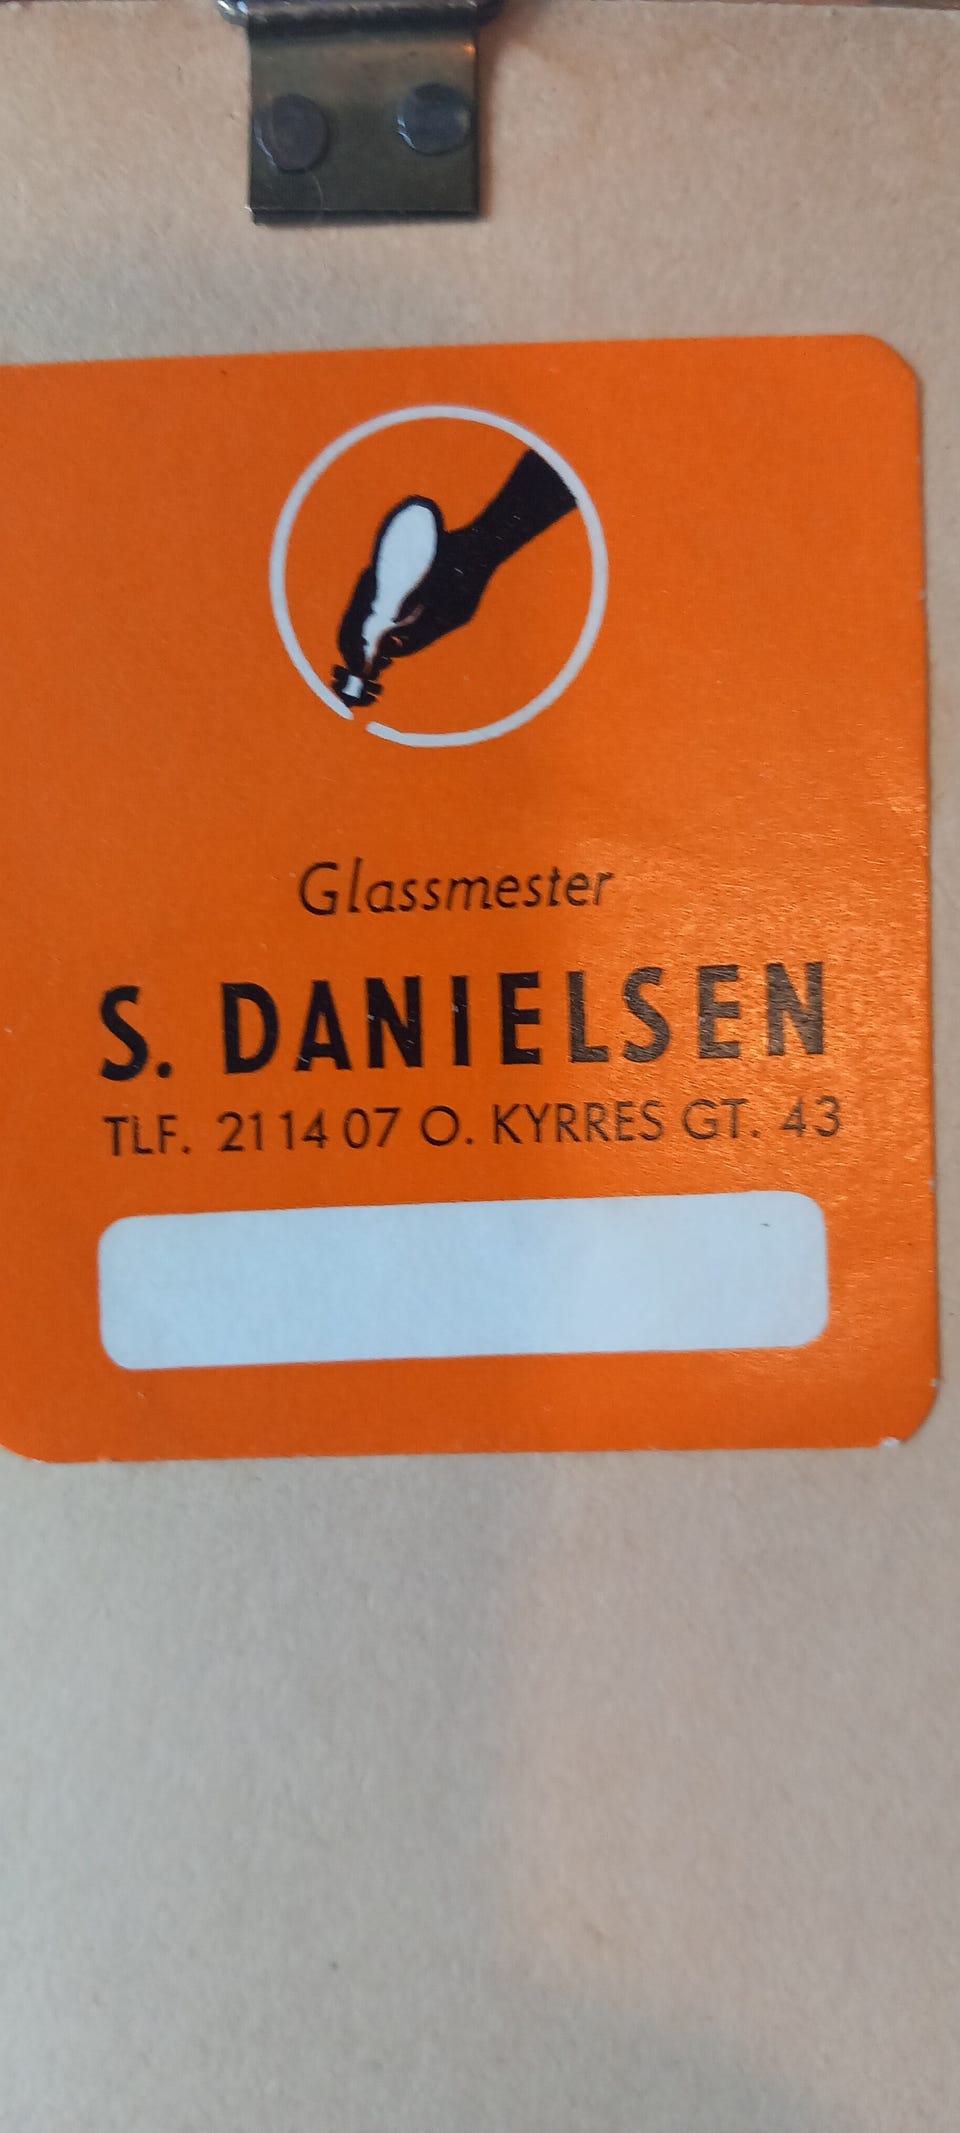 Glassmester
S. DANIELSEN
TLF. 21 14 07 O. KYRRES GT. 43